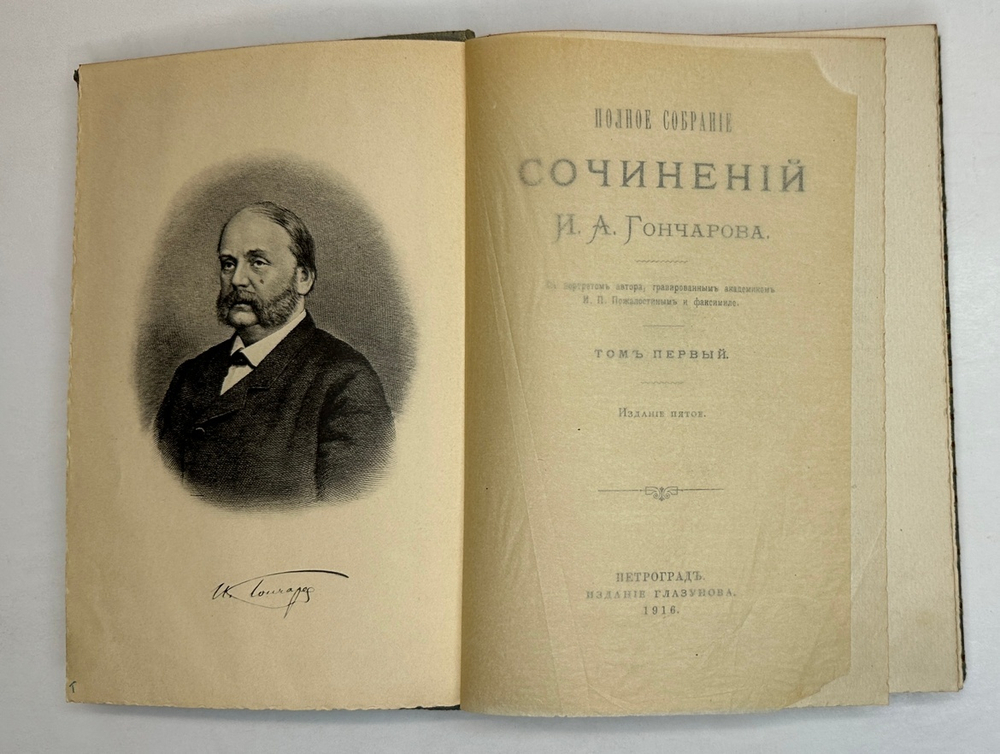 И. Гончаров
ПОЛНОЕ СОБРАНІЕ
СОЧИНЕНІЙ
И. А. ГОНЧАРОВА.
Съ портретомъ автора, гравированнымъ академикомъ
И. П. Пожалостинымъ и факсимиле.
ТОМЪ ПЕРВЫЙ.
ИЗДАНІЕ ПЯТОЕ.
ПЕТРОГРАДЪ.
ИЗДАНІЕ ГЛАЗУНОВА.
1916.